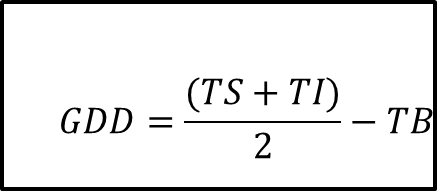 GDD = (TS + TI) / 2 − TB